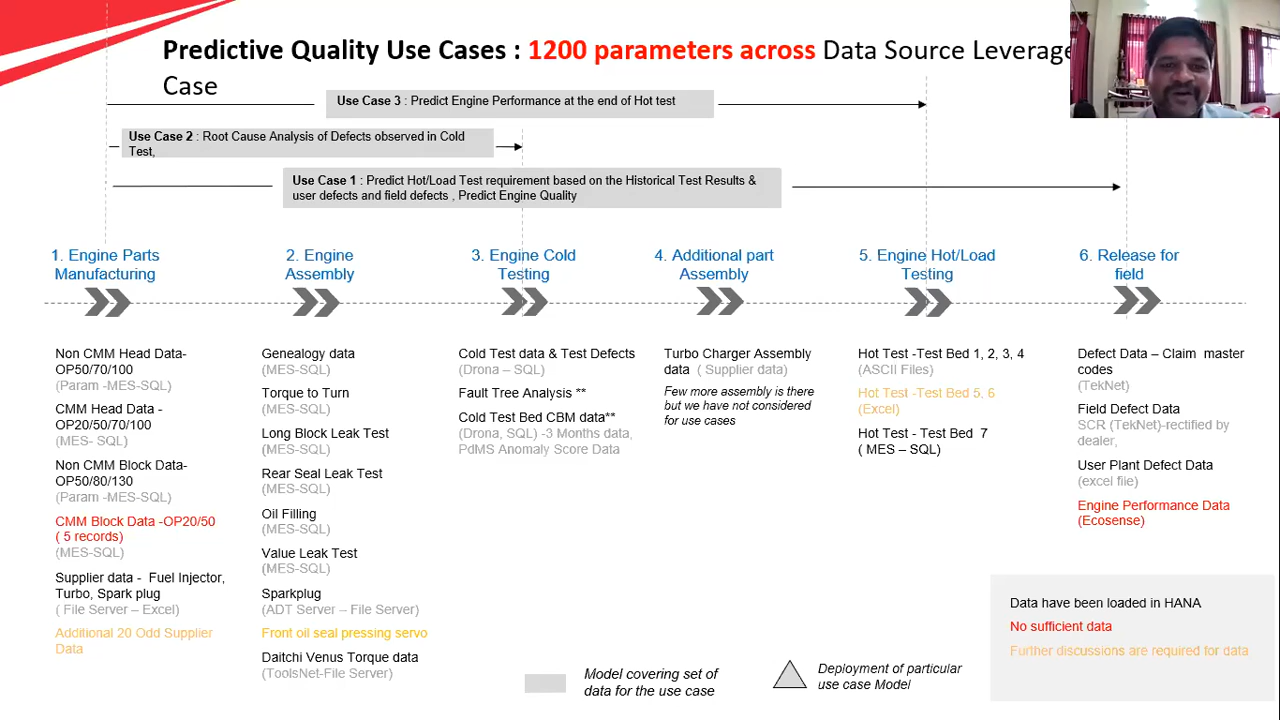 Predictive Quality Use Cases : 1200 parameters across Data Source Leverage
Case
Use Case 3 : Predict Engine Performance at the end of Hot test
Use Case 2 : Root Cause Analysis of Defects observed in Cold
Test,
Use Case 1 : Predict Hot/Load Test requirement based on the Historical Test Results &
user defects and field defects , Predict Engine Quality
1. Engine Parts
Manufacturing
2. Engine
Assembly
3. Engine Cold
Testing
4. Additional part
Assembly
5. Engine Hot/Load
Testing
6. Release for
field
Non CMM Head Data-
OP50/70/100
(Param -MES-SQL)
CMM Head Data -
OP20/50/70/100
(MES- SQL)
Non CMM Block Data-
OP50/80/130
(Param -MES-SQL)
CMM Block Data -OP20/50
( 5 records)
(MES-SQL)
Supplier data - Fuel Injector,
Turbo, Spark plug
( File Server – Excel)
Additional 20 Odd Supplier
Data
Genealogy data
(MES-SQL)
Torque to Turn
(MES-SQL)
Long Block Leak Test
(MES-SQL)
Rear Seal Leak Test
(MES-SQL)
Oil Filling
(MES-SQL)
Value Leak Test
(MES-SQL)
Sparkplug
(ADT Server – File Server)
Front oil seal pressing servo
Daitchi Venus Torque data
(ToolsNet-File Server)
Cold Test data & Test Defects
(Drona – SQL)
Fault Tree Analysis **
Cold Test Bed CBM data**
(Drona, SQL) -3 Months data,
PdMS Anomaly Score Data
Turbo Charger Assembly
data ( Supplier data)
Few more assembly is there
but we have not considered
for use cases
Hot Test -Test Bed 1, 2, 3, 4
(ASCII Files)
Hot Test -Test Bed 5, 6
(Excel)
Hot Test - Test Bed 7
( MES – SQL)
Defect Data – Claim master
codes
(TekNet)
Field Defect Data
SCR (TekNet)-rectified by
dealer,
User Plant Defect Data
(excel file)
Engine Performance Data
(Ecosense)
Data have been loaded in HANA
No sufficient data
Further discussions are required for data
Model covering set of
data for the use case
Deployment of particular
use case Model